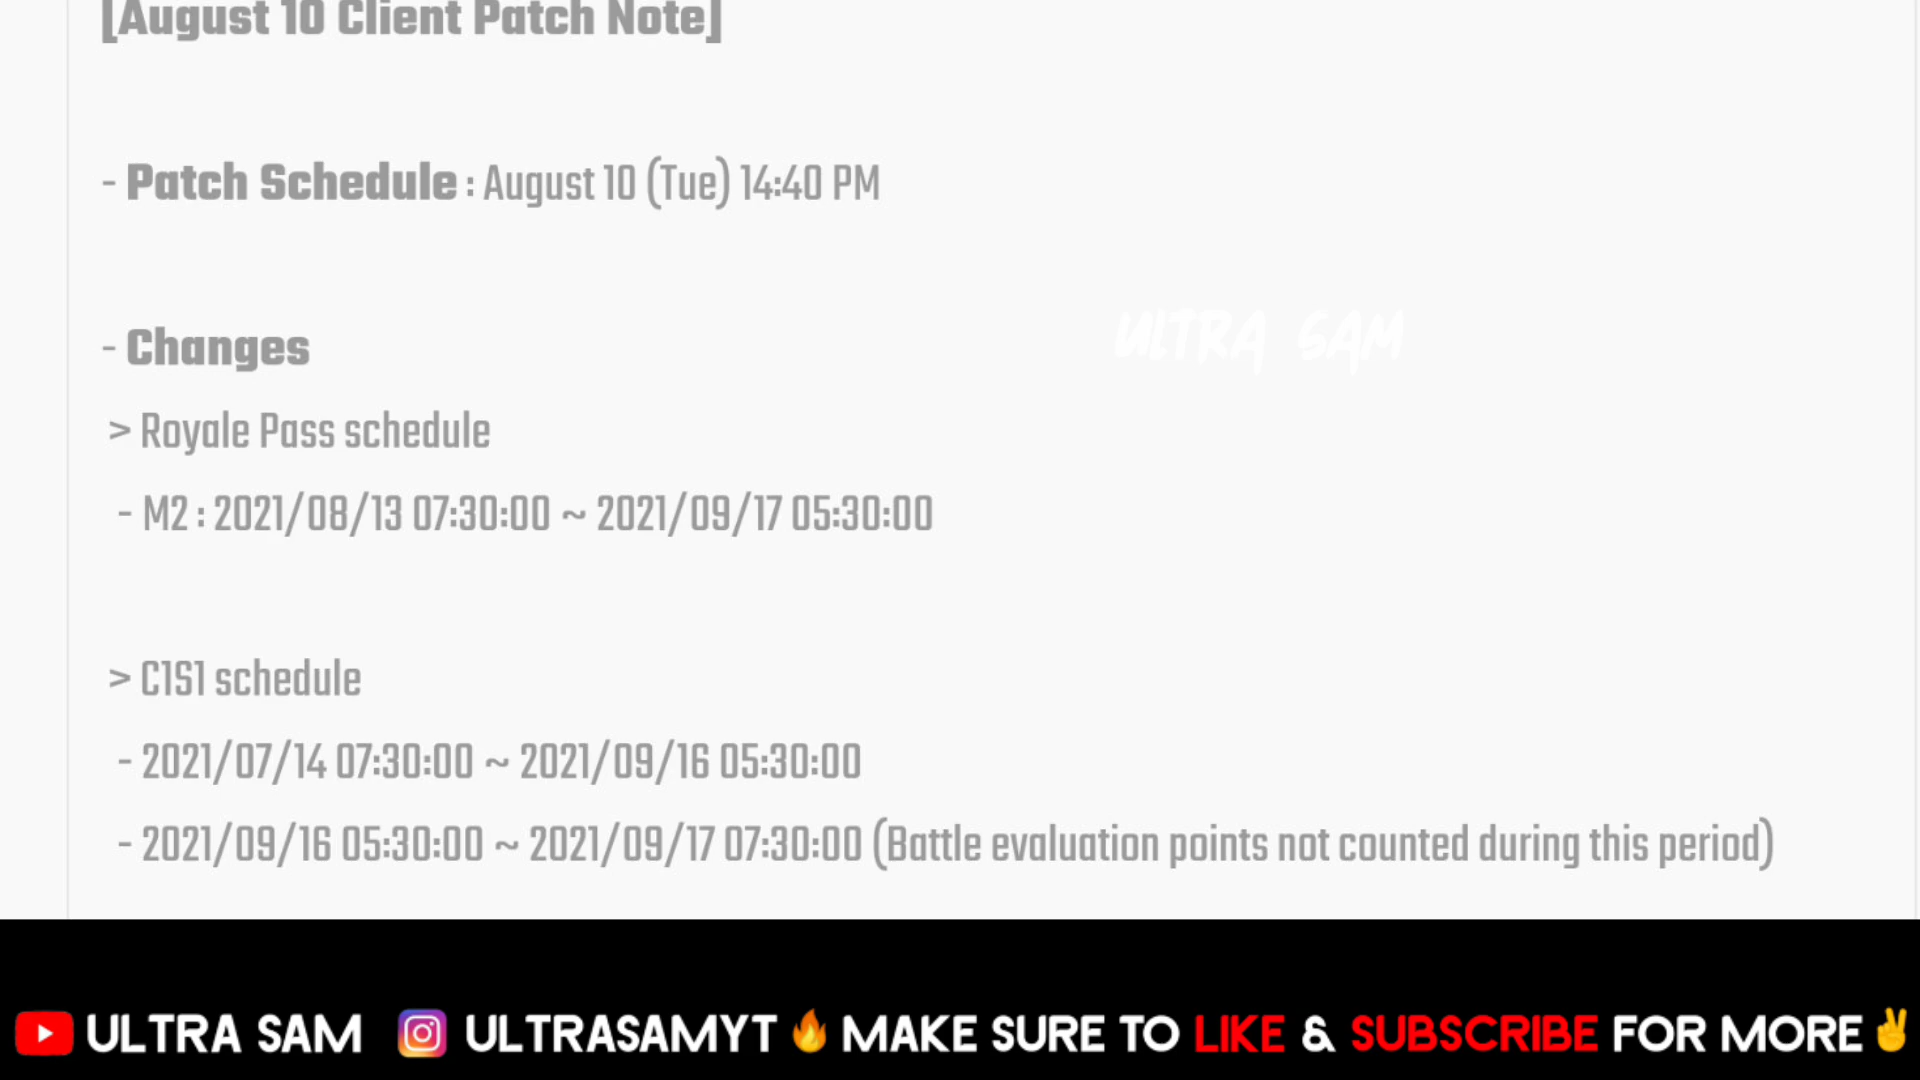 [August 10 Client Patch Note]
- Patch Schedule : August 10 (Tue) 14:40 PM
ULTRA SAM
- Changes
> Royale Pass schedule
- M2 : 2021/08/13 07:30:00 ~ 2021/09/17 05:30:00
> C1S1 schedule
- 2021/07/14 07:30:00 ~ 2021/09/16 05:30:00
- 2021/09/16 05:30:00 ~ 2021/09/17 07:30:00 (Battle evaluation points not counted during this period)
ULTRA SAM ULTRASAMYT 🔥 MAKE SURE TO LIKE & SUBSCRIBE FOR MORE ✌